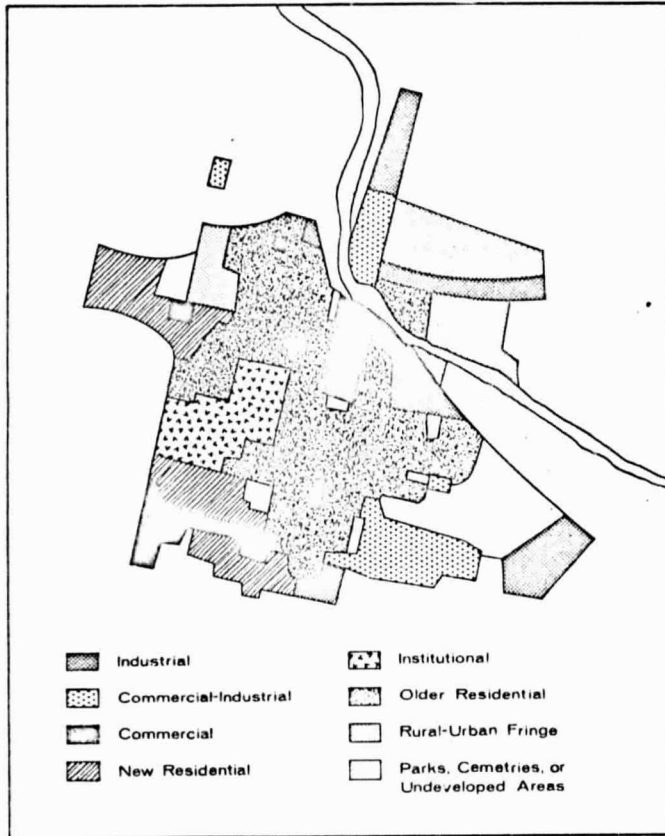 Industrial
Commercial-Industrial
Commercial
New Residential
Institutional
Older Residential
Rural-Urban Fringe
Parks, Cemetries, or
Undeveloped Areas